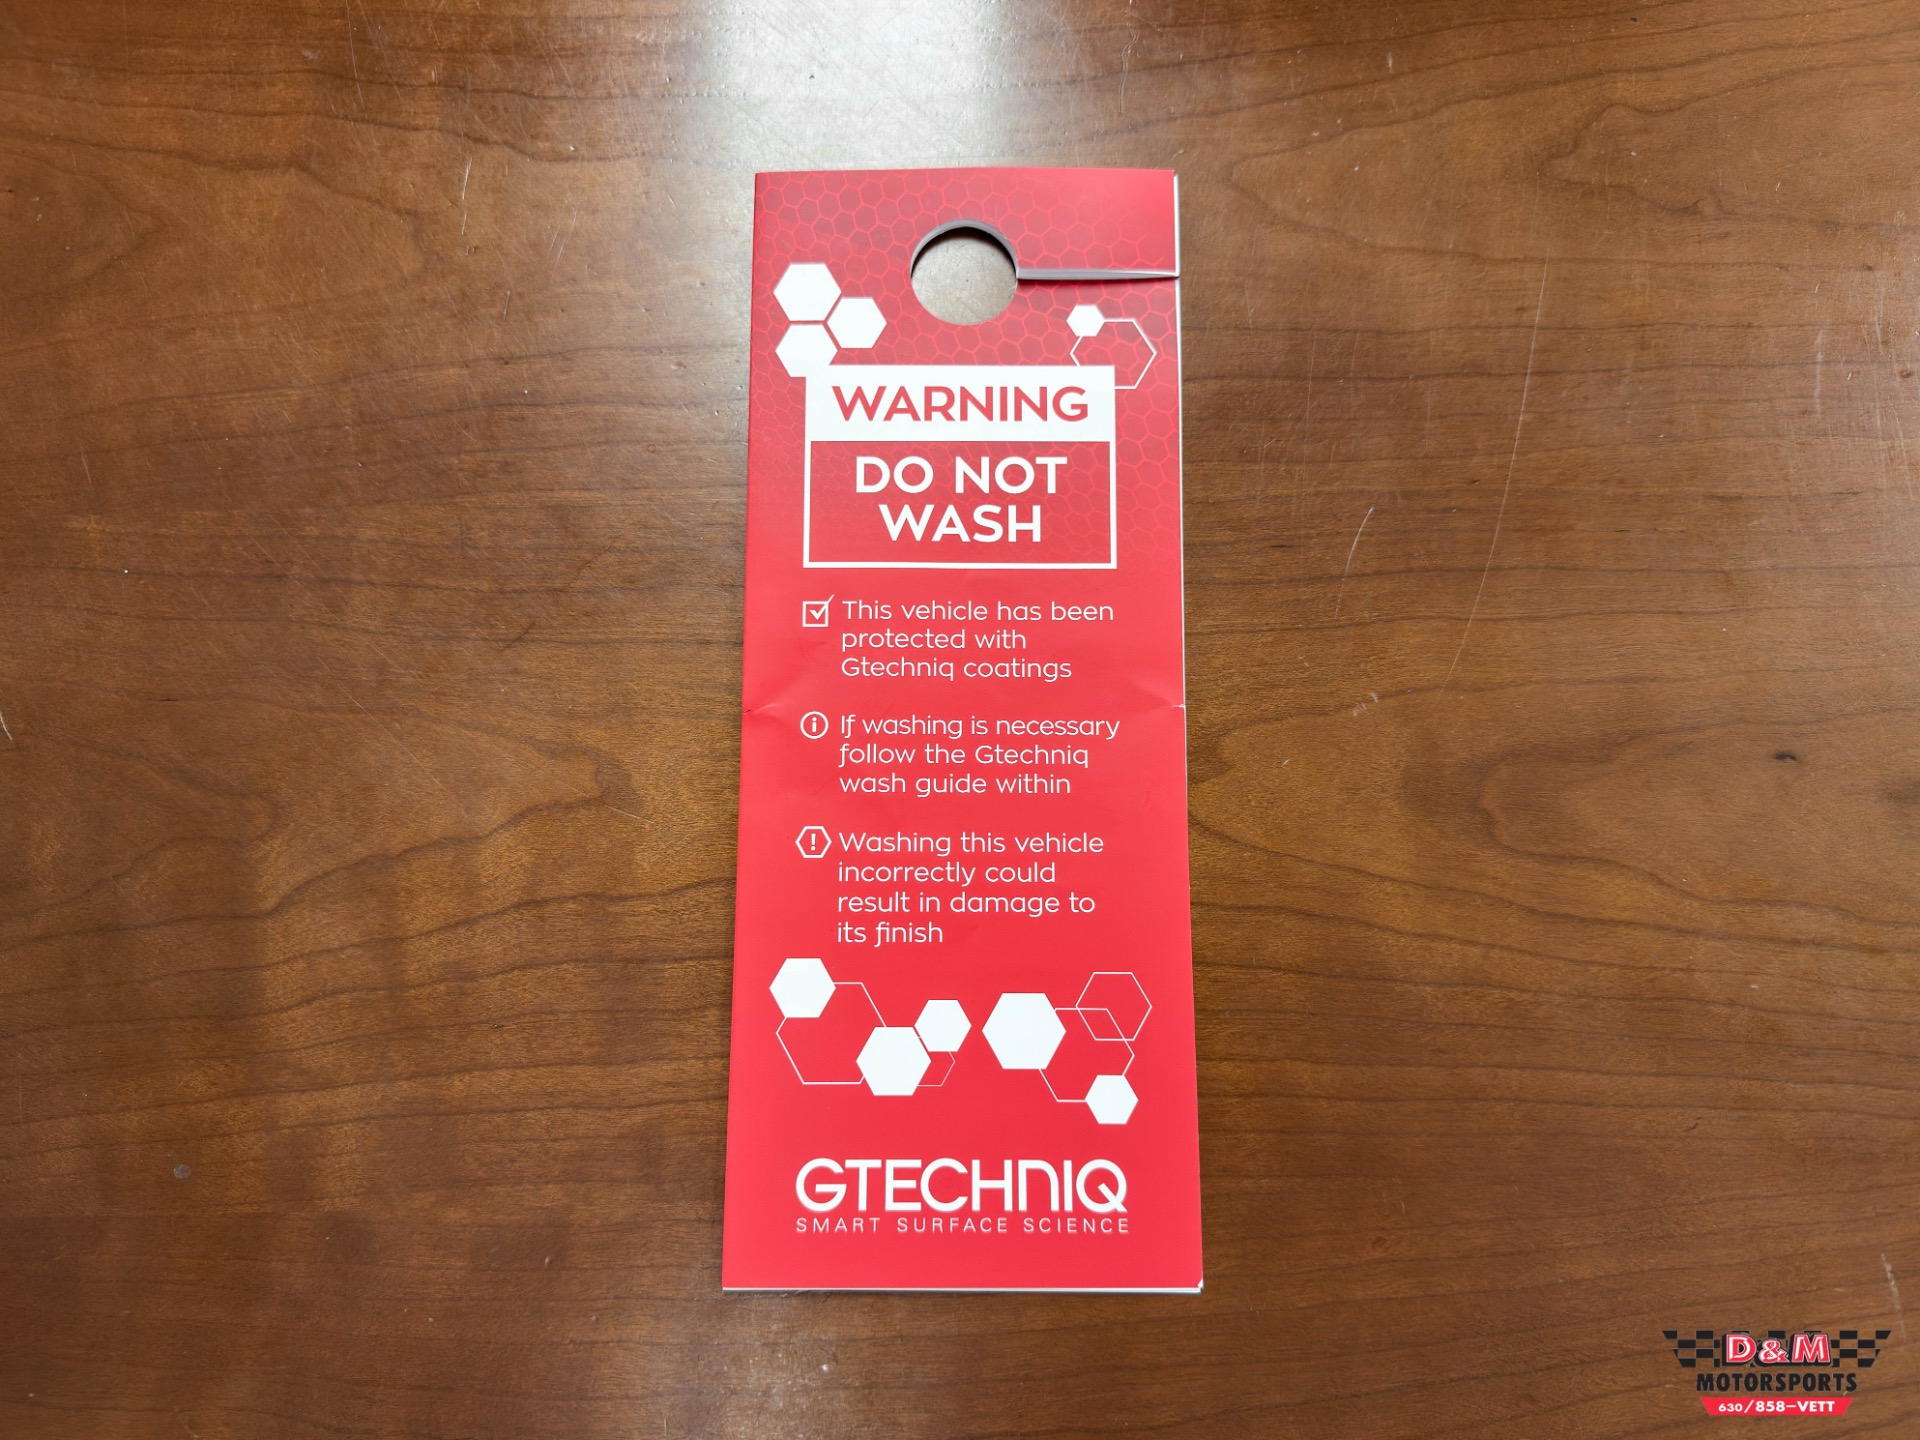 WARNING
DO NOT
WASH
This vehicle has been
protected with
Gtechniq coatings
If washing is necessary
follow the Gtechniq
wash guide within
Washing this vehicle
incorrectly could
result in damage to
its finish
GTECHNIQ
SMART SURFACE SCIENCE
D&M
MOTORSPORTS
630/858-VETT